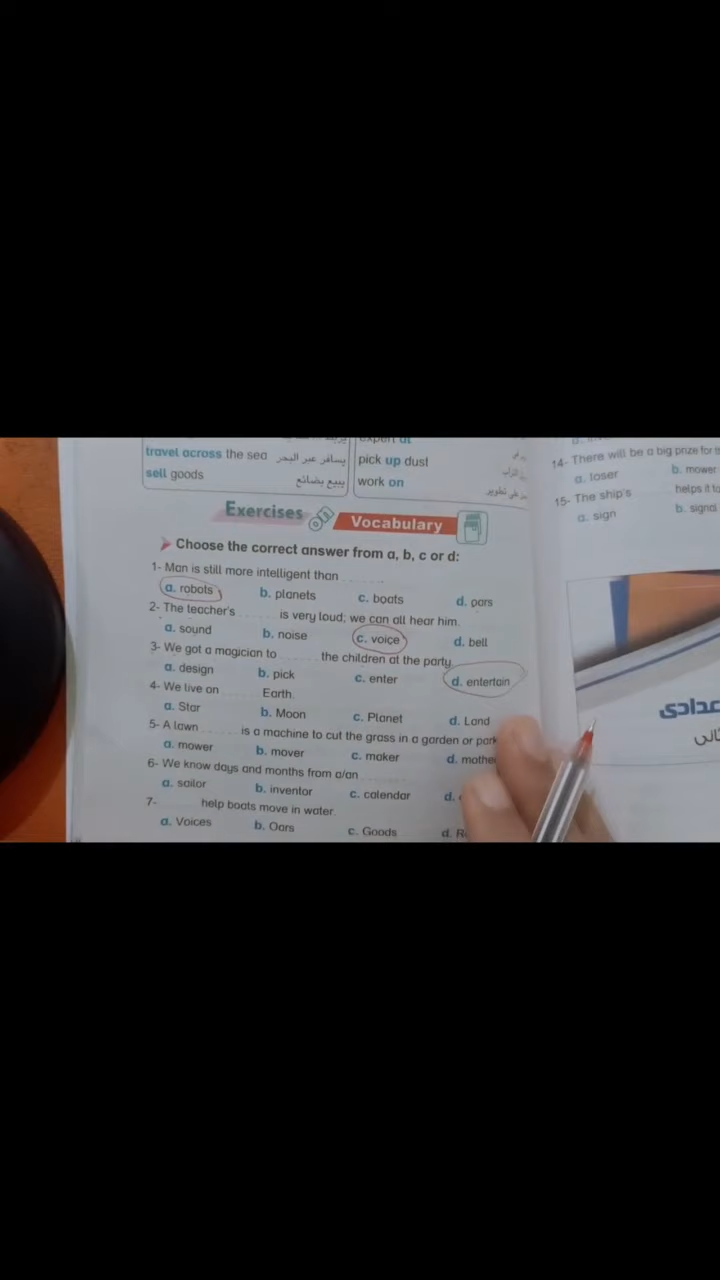 travel across the sea يسافر عبر البحر
sell goods يبيع بضائع
expert at
pick up dust
work on
Exercises Vocabulary
Choose the correct answer from a, b, c or d:
1- Man is still more intelligent than ........
a. robots b. planets c. boats d. oars
2- The teacher's ........ is very loud; we can all hear him.
a. sound b. noise c. voice d. bell
3- We got a magician to ........ the children at the party.
a. design b. pick c. enter d. entertain
4- We live on ........ Earth.
a. Star b. Moon c. Planet d. Land
5- A lawn ........ is a machine to cut the grass in a garden or park
a. mower b. mover c. maker d. mothe
6- We know days and months from a/an ........
a. sailor b. inventor c. calendar d.
7- ........ help boats move in water.
a. Voices b. Oars c. Goods d. R
14- There will be a big prize for
a. loser b. mower
15- The ship's ........ helps it to
a. sign b. signal